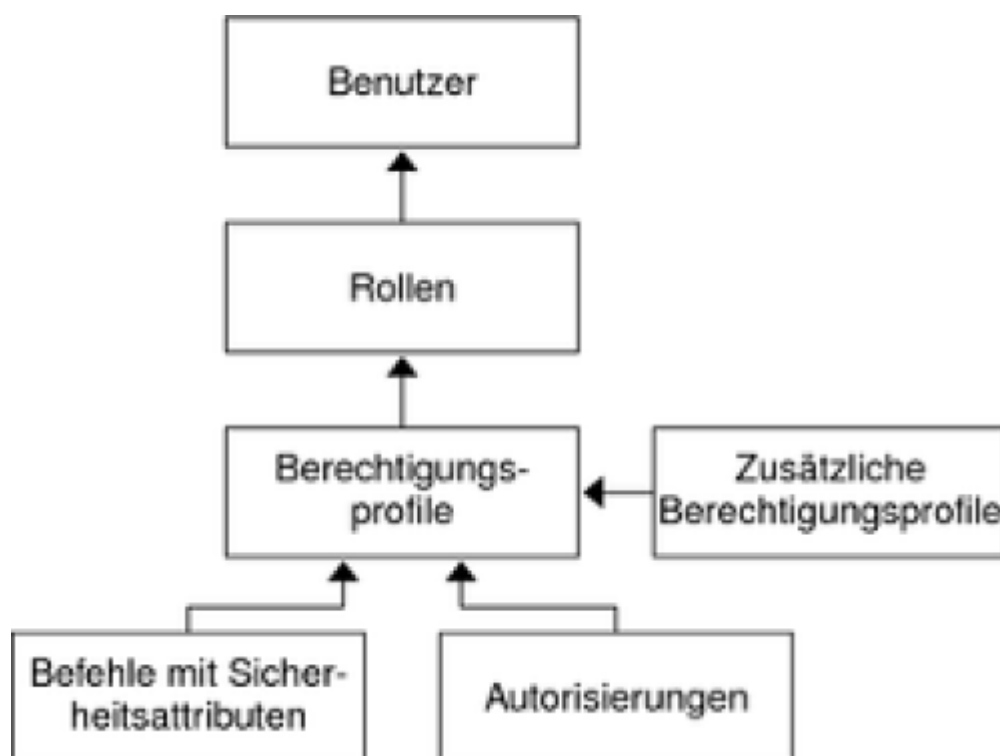 Benutzer
Rollen
Berechtigungs-
profile
Zusätzliche
Berechtigungsprofile
Befehle mit Sicher-
heitsattributen
Autorisierungen